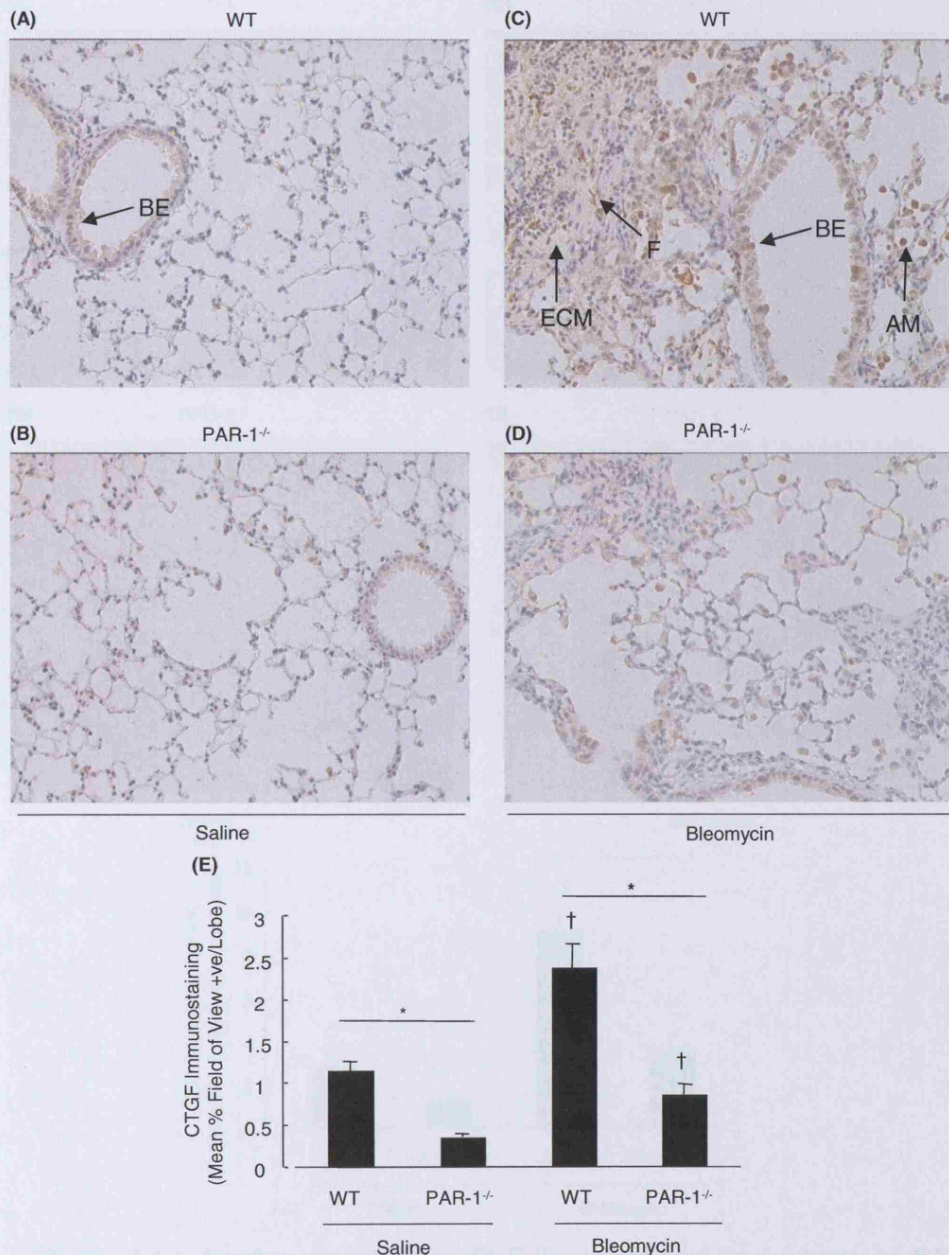 (A) WT
BE
(C) WT
F
BE
ECM
AM
(B) PAR-1-/-
(D) PAR-1-/-
Saline
Bleomycin
(E)
CTGF Immunostaining
(Mean % Field of View +ve/Lobe)
3
2.5
2
1.5
1
0.5
0
*
*
†
†
WT PAR-1-/- WT PAR-1-/-
Saline Bleomycin